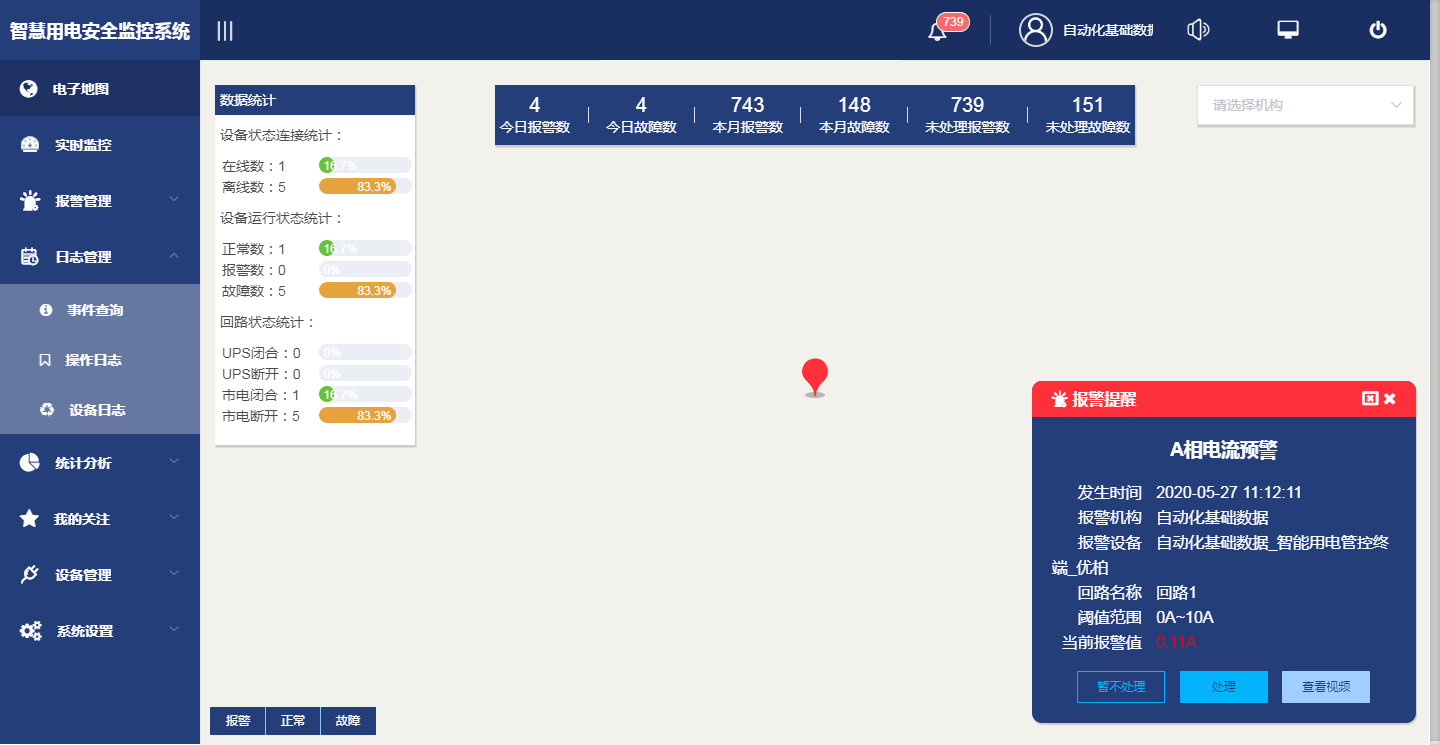 智慧用电安全监控系统
739
自动化基础数据
电子地图
实时监控
报警管理
日志管理
事件查询
操作日志
设备日志
统计分析
我的关注
设备管理
系统设置
数据统计
设备状态连接统计：
在线数：1 16.7%
离线数：5 83.3%
设备运行状态统计：
正常数：1 16.7%
报警数：0 0%
故障数：5 83.3%
回路状态统计：
UPS闭合：0 0%
UPS断开：0 0%
市电闭合：1 16.7%
市电断开：5 83.3%
4 4 743 148 739 151
今日报警数 今日故障数 本月报警数 本月故障数 未处理报警数 未处理故障数
请选择机构
报警提醒
A相电流预警
发生时间 2020-05-27 11:12:11
报警机构 自动化基础数据
报警设备 自动化基础数据_智能用电管控终
端_优柏
回路名称 回路1
阈值范围 0A~10A
当前报警值 0.11A
暂不处理 处理 查看视频
报警 正常 故障